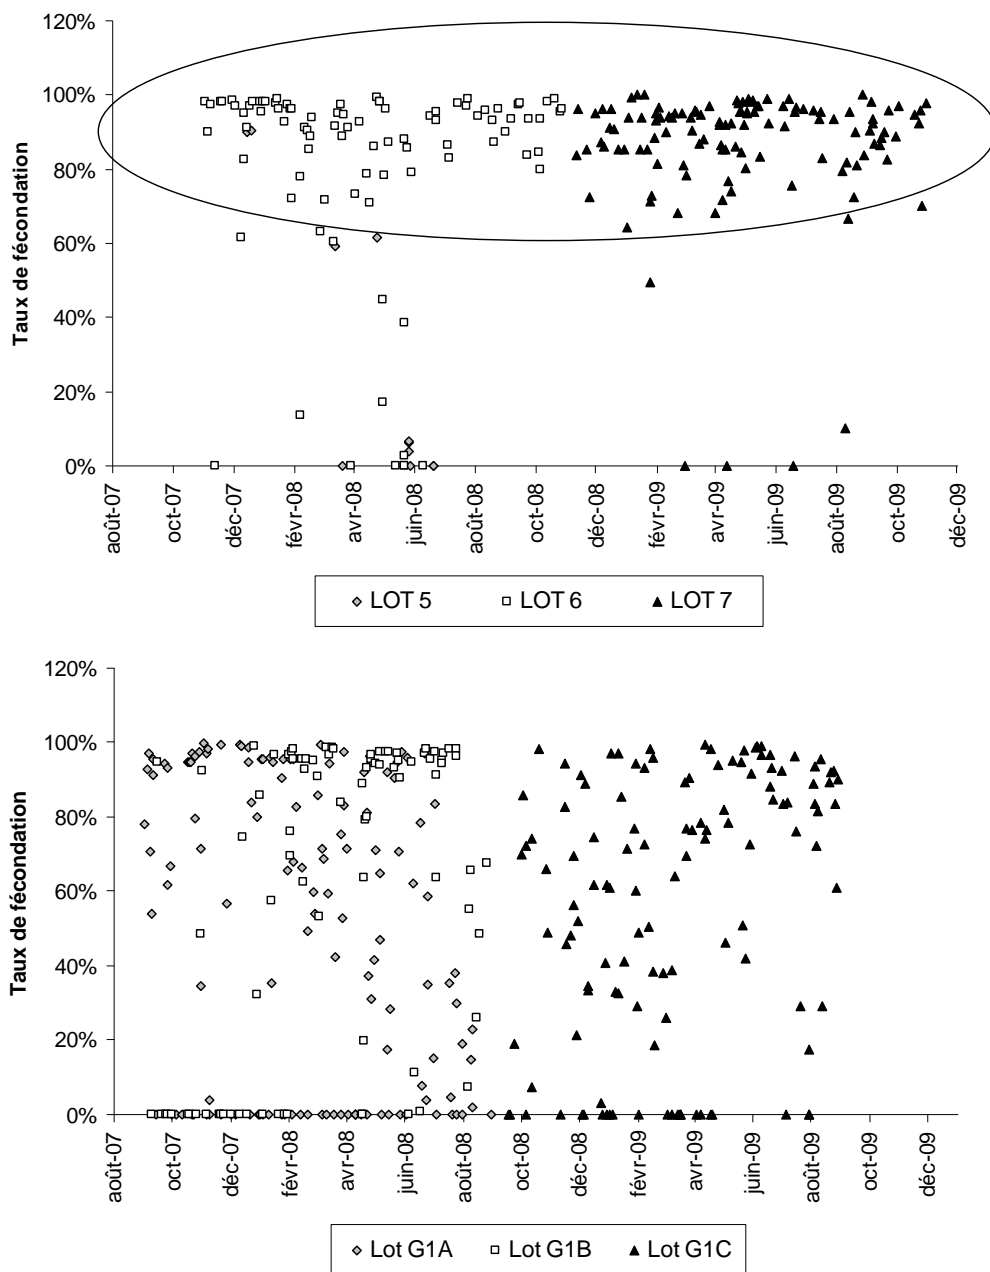 120%
100%
80%
60%
40%
20%
0%
Taux de fécondation
août-07
oct-07
déc-07
févr-08
avr-08
juin-08
août-08
oct-08
déc-08
févr-09
avr-09
juin-09
août-09
oct-09
déc-09
LOT 5 LOT 6 LOT 7
120%
100%
80%
60%
40%
20%
0%
Taux de fécondation
août-07
oct-07
déc-07
févr-08
avr-08
juin-08
août-08
oct-08
déc-08
févr-09
avr-09
juin-09
août-09
oct-09
déc-09
Lot G1A Lot G1B Lot G1C